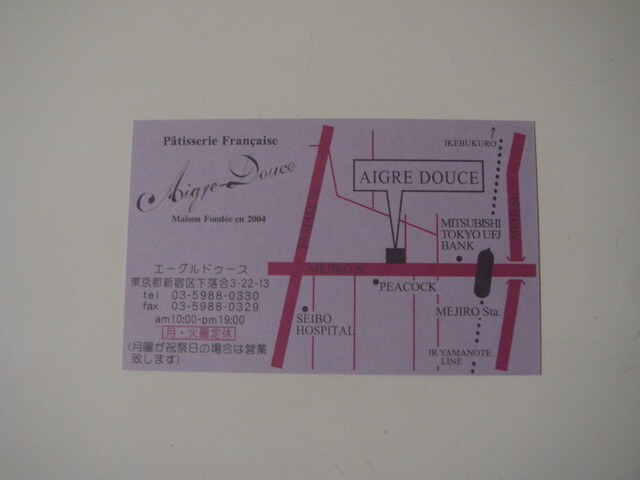 Pâtisserie Française
Aigre-Douce
Maison Fondée en 2004
エーグルドゥース
東京都新宿区下落合3-22-13
tel 03-5988-0330
fax 03-5988-0329
am10:00-pm19:00
月・火曜定休
(月曜が祝祭日の場合は営業
致します)
IKEBUKURO
AIGRE DOUCE
MITSUBISHI
TOKYO UFJ
BANK
MEJIRO St.
PEACOCK
MEJIRO Sta.
SEIBO
HOSPITAL
JR YAMANOTE
LINE